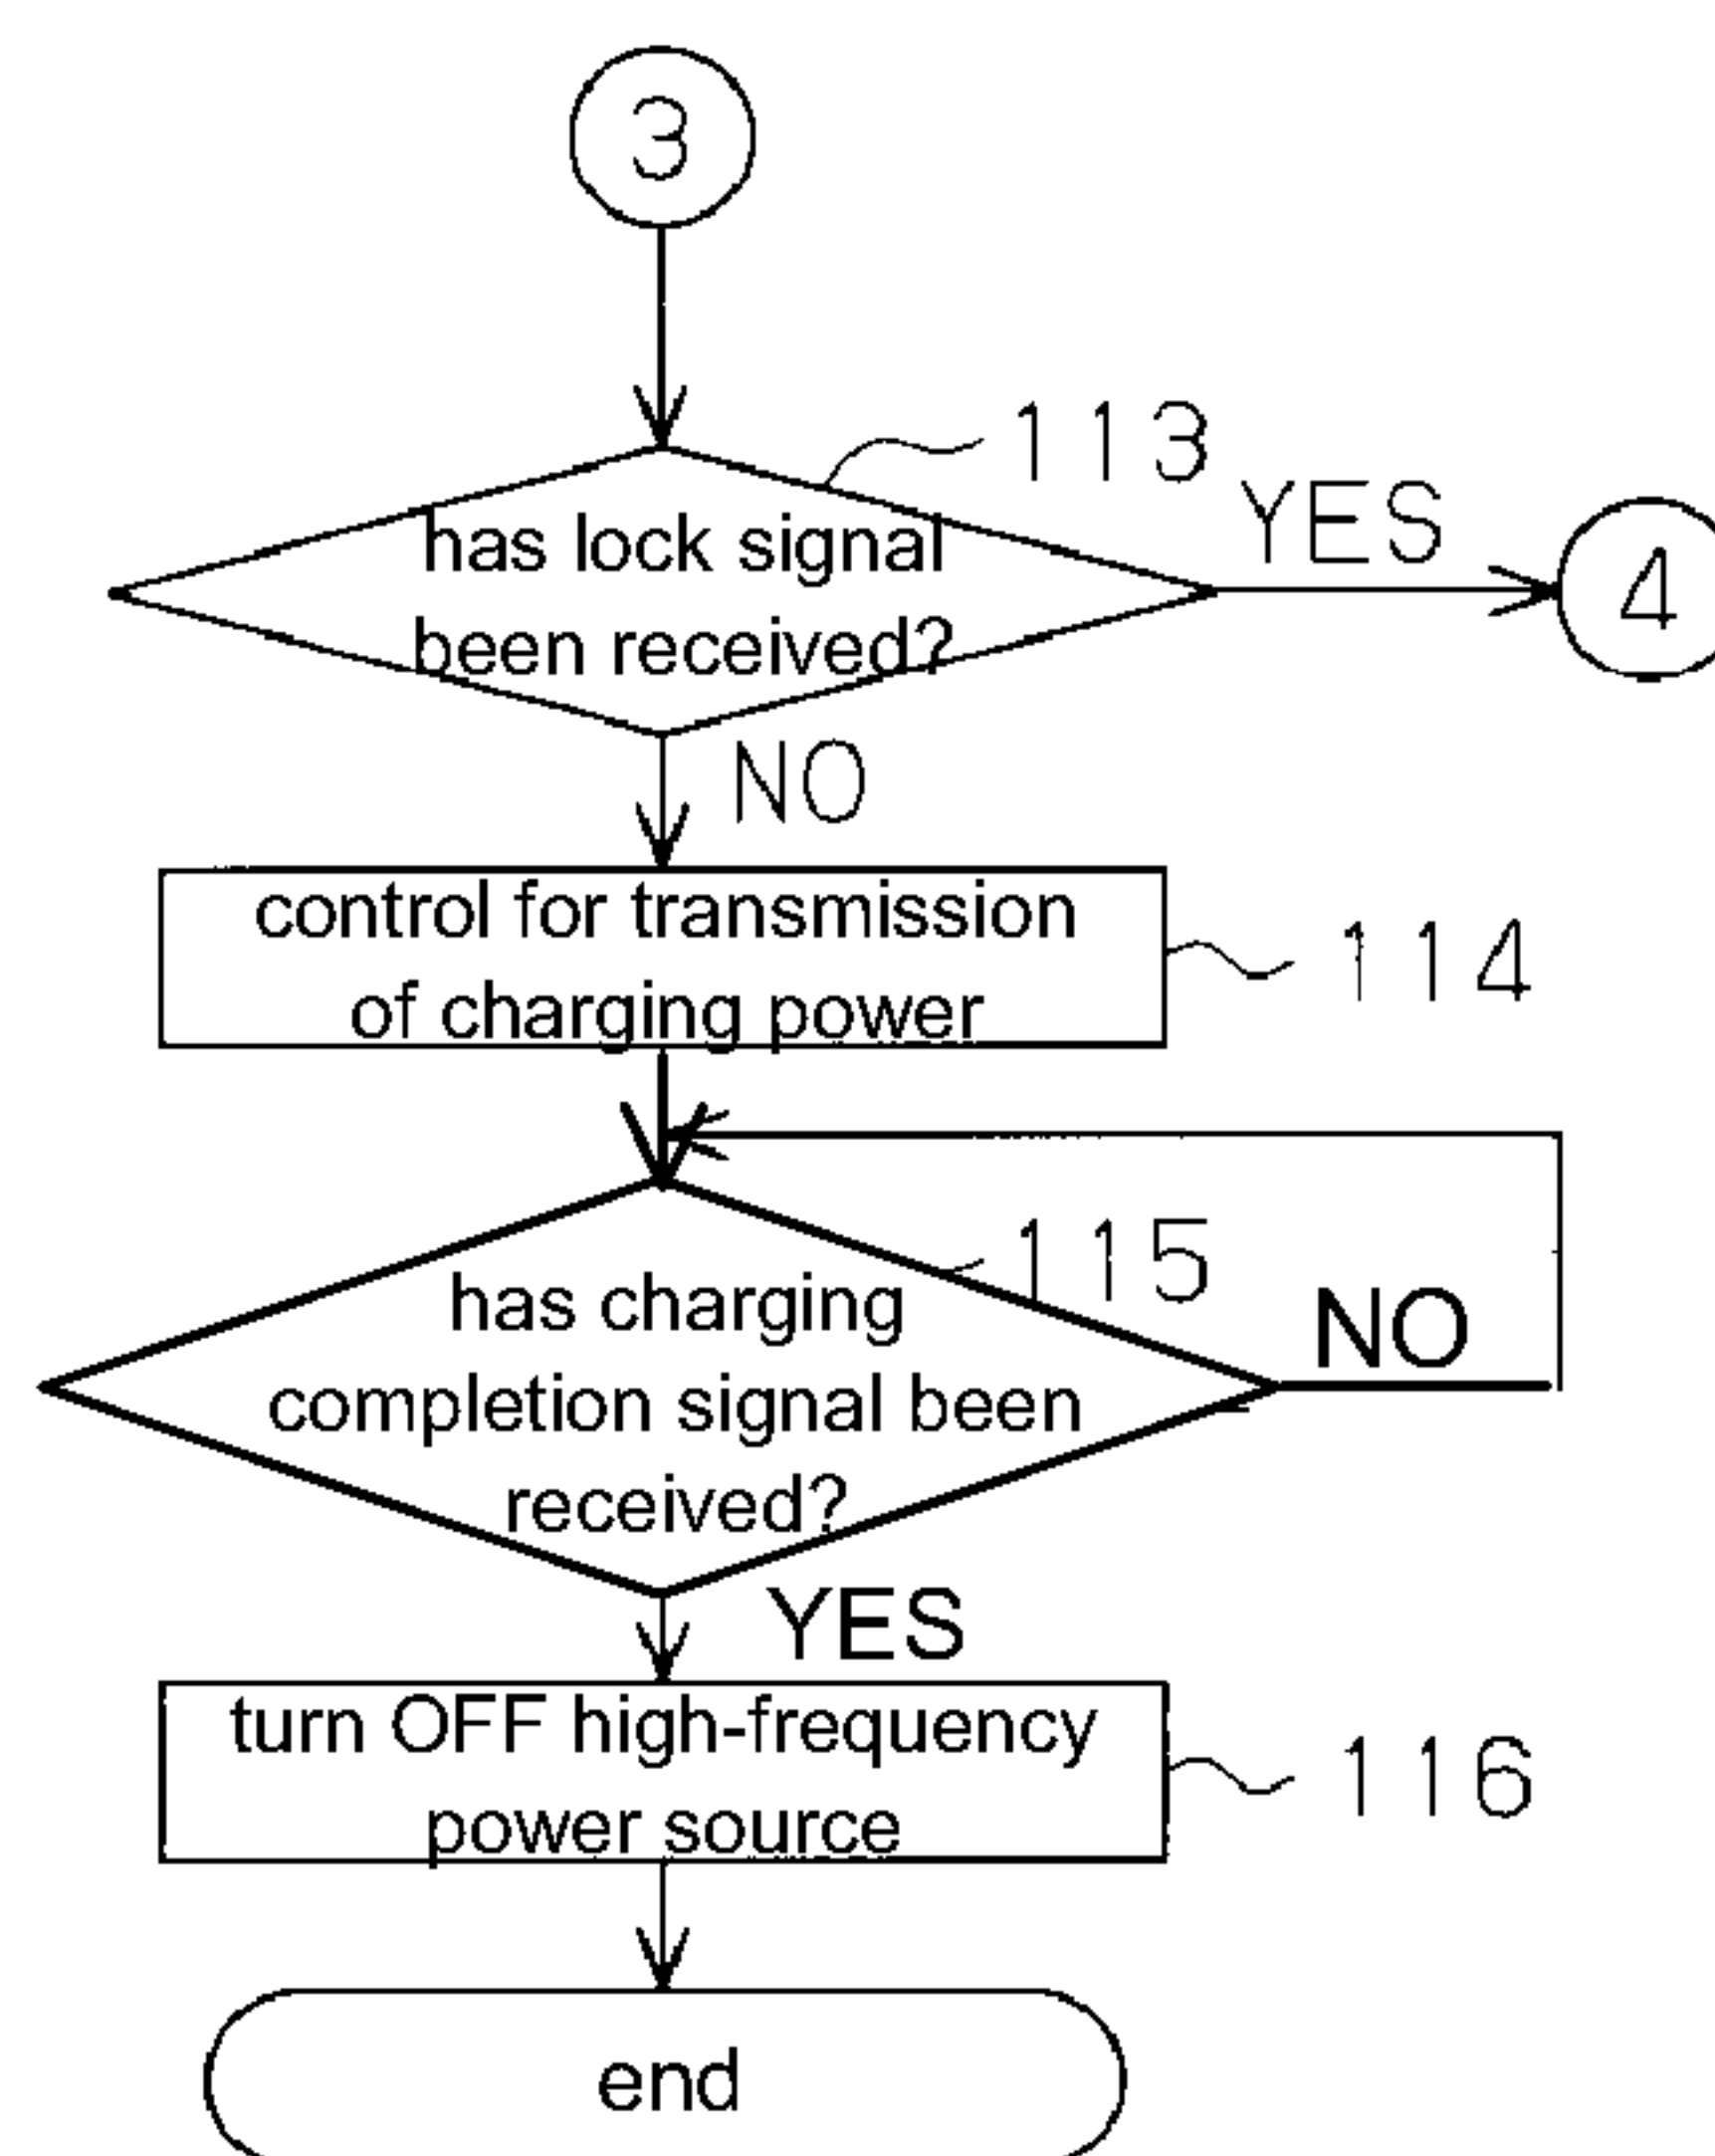 3
113
YES
has lock signal
been received?
4
NO
control for transmission
of charging power
114
115
has charging
completion signal been
received?
NO
YES
turn OFF high-frequency
power source
116
end